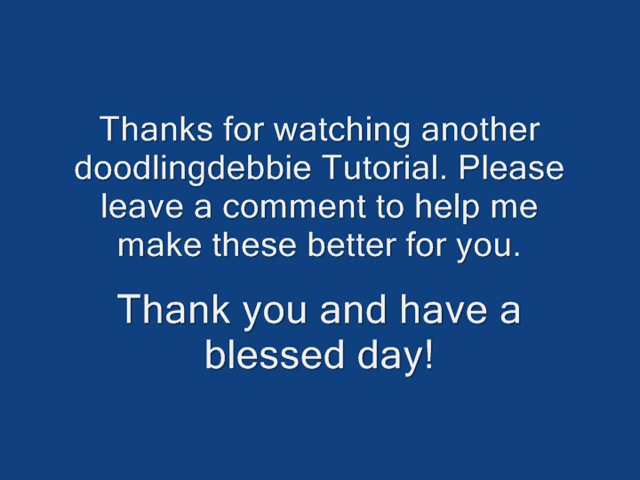 Thanks for watching another
doodlingdebbie Tutorial. Please
leave a comment to help me
make these better for you.
Thank you and have a
blessed day!